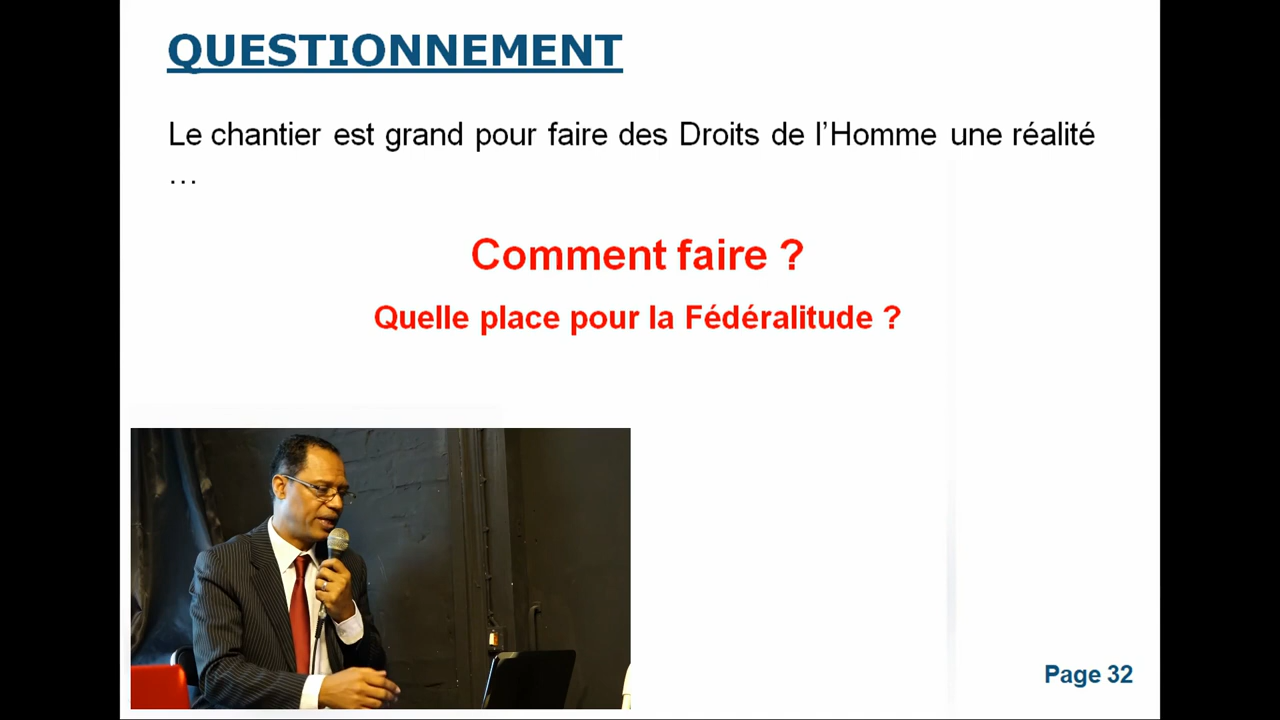 QUESTIONNEMENT
Le chantier est grand pour faire des Droits de l’Homme une réalité
…
Comment faire ?
Quelle place pour la Fédéralitude ?
Page 32